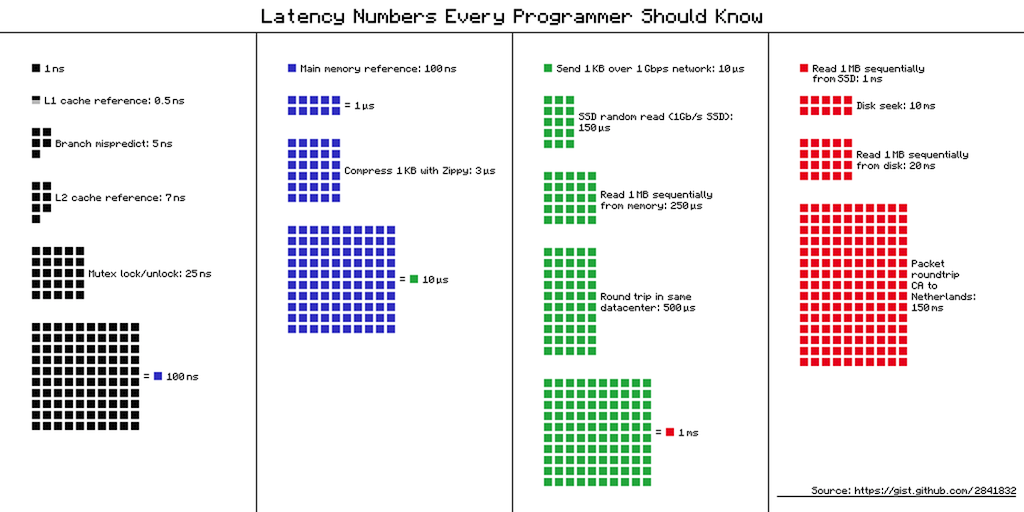 Latency Numbers Every Programmer Should Know
1 ns
L1 cache reference: 0.5 ns
Branch mispredict: 5 ns
L2 cache reference: 7 ns
Mutex lock/unlock: 25 ns
= 100 ns
Main memory reference: 100 ns
= 1 µs
Compress 1 KB with Zippy: 3 µs
= 10 µs
Send 1 KB over 1 Gbps network: 10 µs
SSD random read (1Gb/s SSD):
150 µs
Read 1 MB sequentially
from memory: 250 µs
Round trip in same
datacenter: 500 µs
= 1 ms
Read 1 MB sequentially
from SSD: 1 ms
Disk seek: 10 ms
Read 1 MB sequentially
from disk: 20 ms
Packet
roundtrip
CA to
Netherlands:
150 ms
Source: https://gist.github.com/2841832